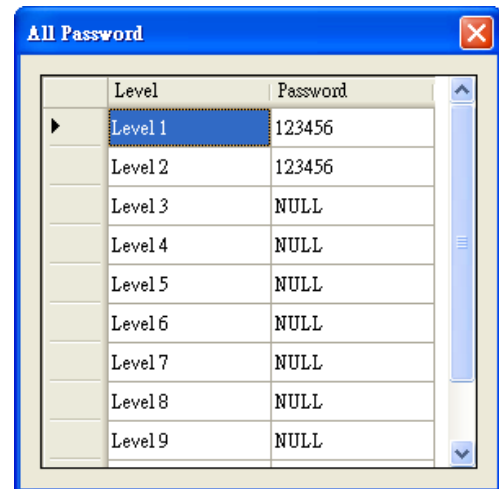 All Password
Level Password
Level 1 123456
Level 2 123456
Level 3 NULL
Level 4 NULL
Level 5 NULL
Level 6 NULL
Level 7 NULL
Level 8 NULL
Level 9 NULL